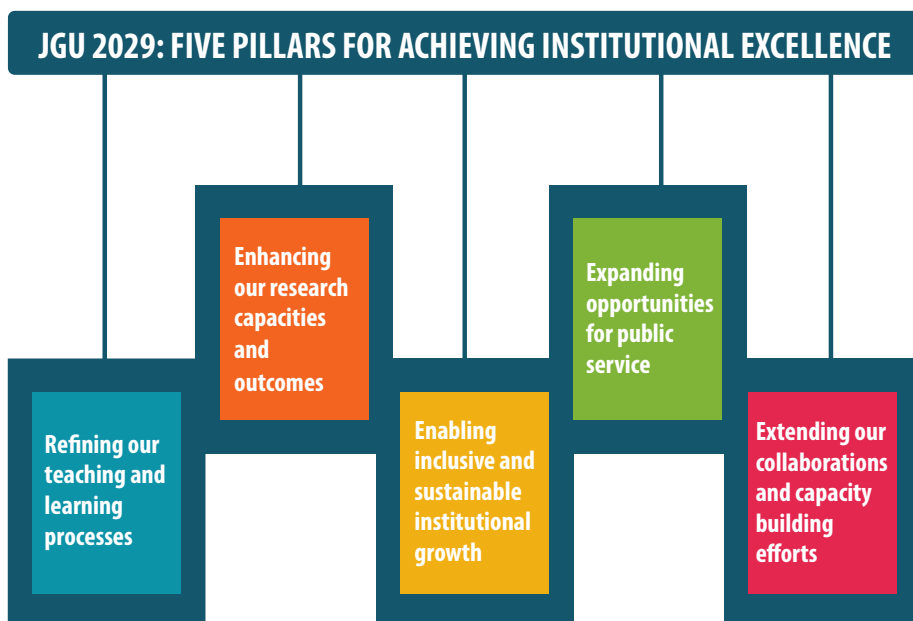 JGU 2029: FIVE PILLARS FOR ACHIEVING INSTITUTIONAL EXCELLENCE
Refining our
teaching and
learning
processes
Enhancing
our research
capacities
and
outcomes
Enabling
inclusive and
sustainable
institutional
growth
Expanding
opportunities
for public
service
Extending our
collaborations
and capacity
building
efforts